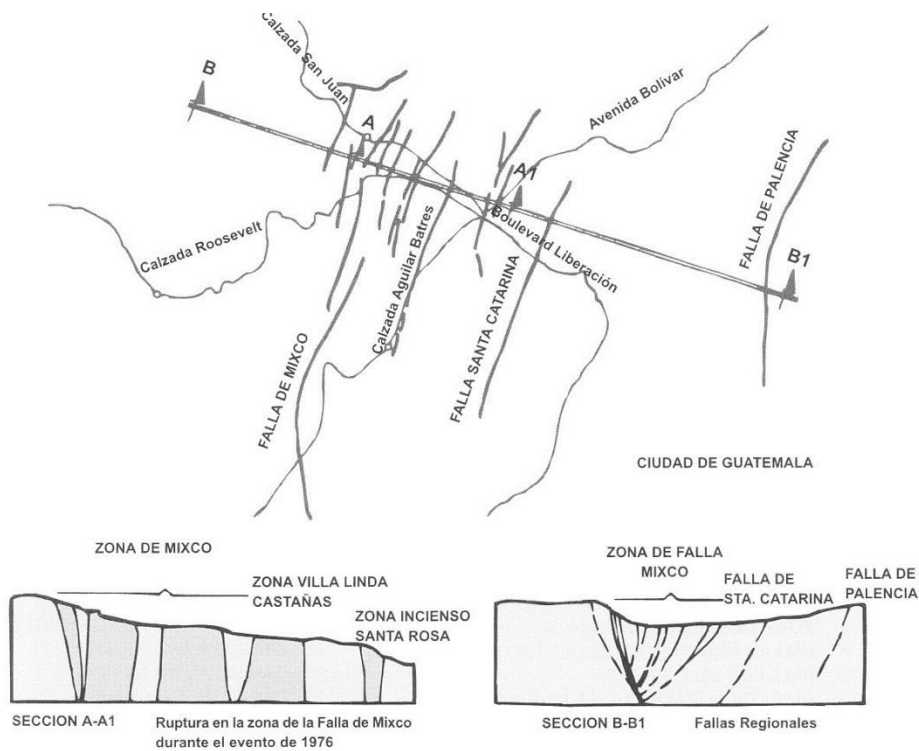 Calzada San Juan
B
A
Avenida Bolivar
A1
Boulevard Liberación
FALLA DE PALENCIA
B1
Calzada Roosevelt
Calzada Aguilar Batres
FALLA DE MIXCO
FALLA SANTA CATARINA
CIUDAD DE GUATEMALA
ZONA DE MIXCO
ZONA VILLA LINDA
CASTAÑAS
ZONA INCIENSO
SANTA ROSA
SECCION A-A1
Ruptura en la zona de la Falla de Mixco
durante el evento de 1976
ZONA DE FALLA
MIXCO
FALLA DE
STA. CATARINA
FALLA DE
PALENCIA
SECCION B-B1
Fallas Regionales